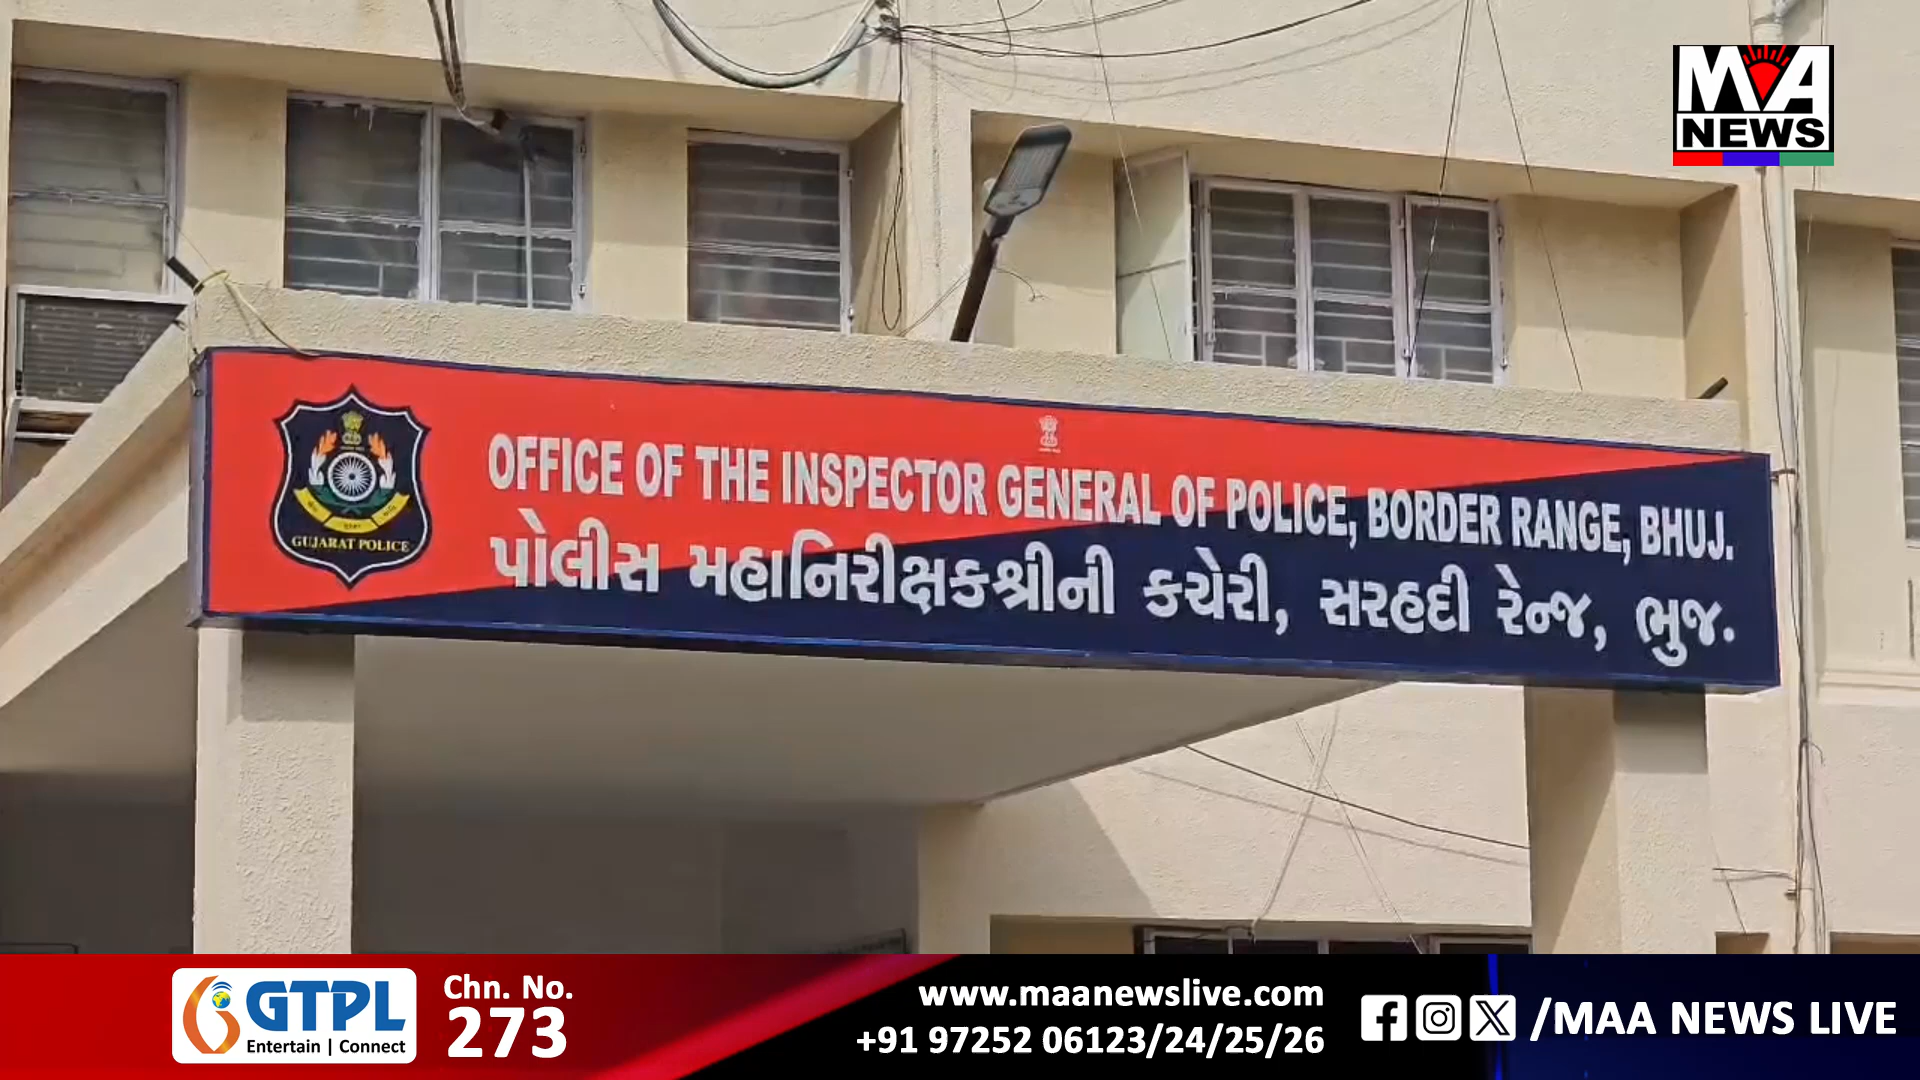 MAA
NEWS
OFFICE OF THE INSPECTOR GENERAL OF POLICE, BORDER RANGE, BHUJ.
પોલીસ મહાનિરીક્ષકશ્રીની કચેરી, સરહદી રેન્જ, ભુજ.
GUJARAT POLICE
GTPL
Entertain | Connect
Chn. No.
273
www.maanewslive.com
+91 97252 06123/24/25/26
/MAA NEWS LIVE